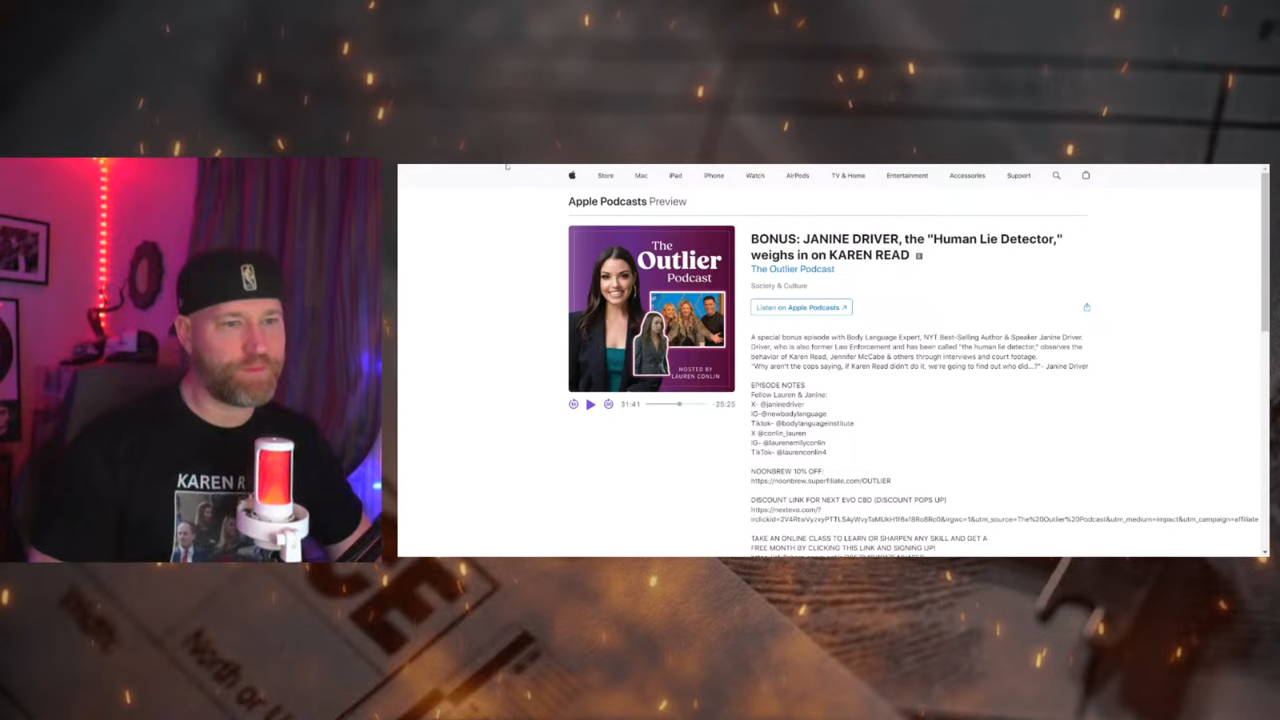 Store Mac iPad iPhone Watch AirPods TV & Home Entertainment Accessories Support
Apple Podcasts Preview
The
Outlier
Podcast
HOSTED BY
LAUREN CONLIN
31:41
-25:25
BONUS: JANINE DRIVER, the "Human Lie Detector,"
weighs in on KAREN READ E
The Outlier Podcast
Society & Culture
Listen on Apple Podcasts ↗
A special bonus episode with Body Language Expert, NYT Best-Selling Author & Speaker Janine Driver.
Driver, who is also former Law Enforcement and has been called "the human lie detector," observes the
behavior of Karen Read, Jennifer McCabe & others through interviews and court footage.
"Why aren't the cops saying, if Karen Read didn't do it, we're going to find out who did...?"- Janine Driver
EPISODE NOTES
Follow Lauren & Janine:
X- @janinedriver
IG-@newbodylanguage
Tiktok- @bodylanguageinstitute
X @conlin_lauren
IG- @laurenemilyconlin
TikTok- @laurenconlin4
NOONBREW 10% OFF:
https://noonbrew.superfiliate.com/OUTLIER
DISCOUNT LINK FOR NEXT EVO CBD (DISCOUNT POPS UP)
https://nextevo.com/?
TAKE AN ONLINE CLASS TO LEARN OR SHARPEN ANY SKILL AND GET A
FREE MONTH BY CLICKING THIS LINK AND SIGNING UP!
KAREN R
North or